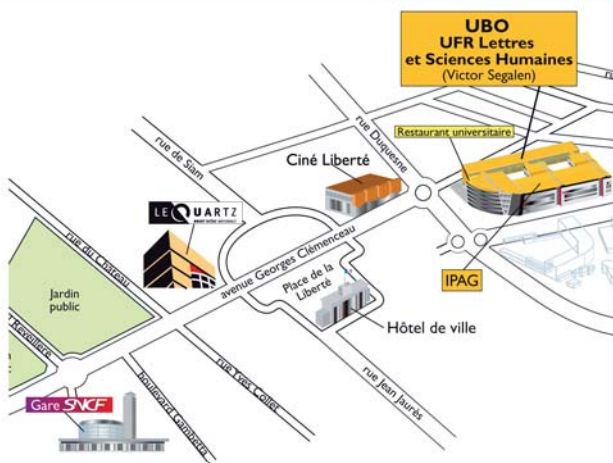 UBO
UFR Lettres
et Sciences Humaines
(Victor Segalen)
Restaurant universitaire
rue Duquesne
rue de Siam
Ciné Liberté
LE QUARTZ
rue du Château
avenue Georges Clémenceau
Place de la
Liberté
IPAG
Jardin
public
Hôtel de ville
Réveillère
rue Yves Collet
rue Jean Jaurès
boulevard Gambetta
Gare SNCF